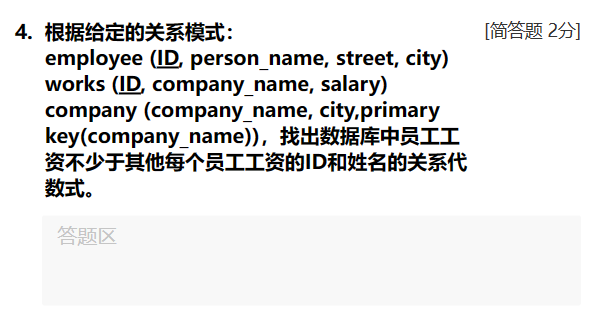 4. 根据给定的关系模式： [简答题 2分]
employee (ID, person_name, street, city)
works (ID, company_name, salary)
company (company_name, city,primary
key(company_name))，找出数据库中员工工
资不少于其他每个员工工资的ID和姓名的关系代
数式。
答题区